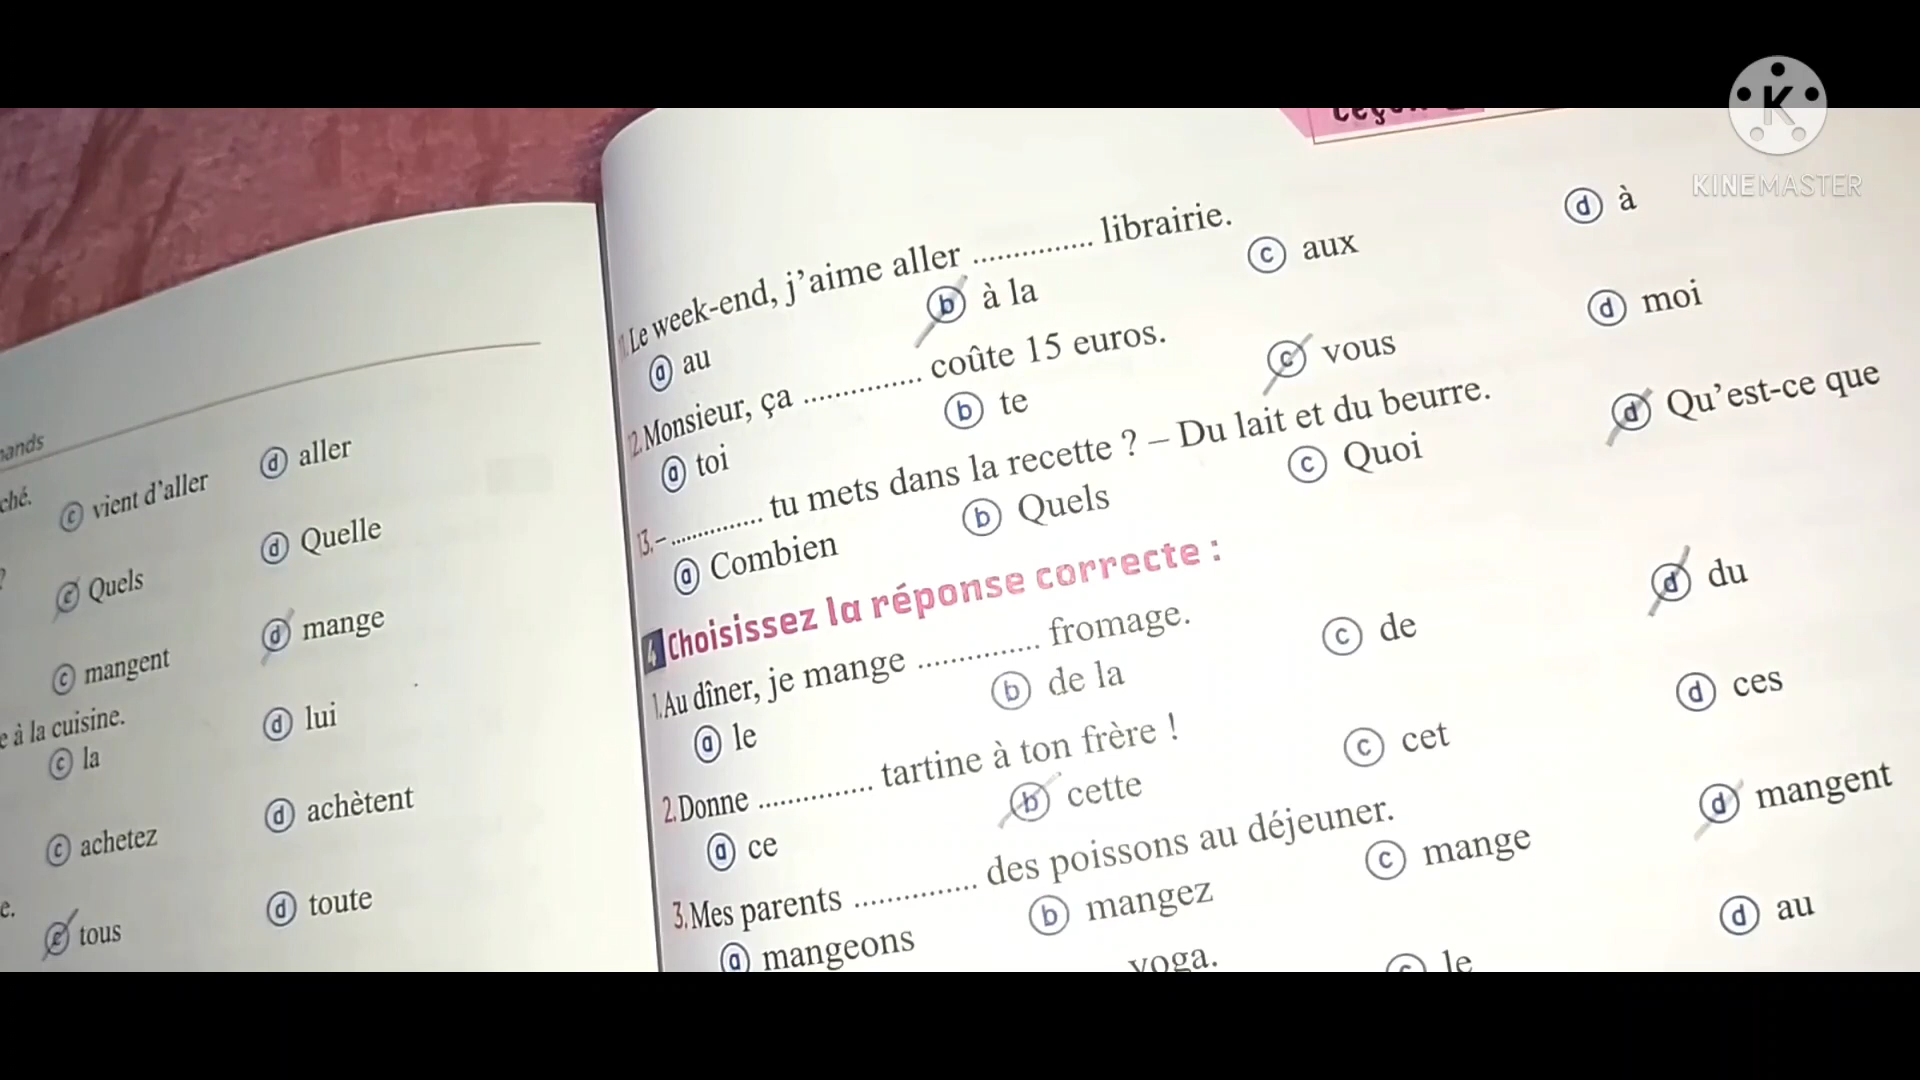 KINEMASTER
ands
ché.
c vient d'aller
d aller
?
c Quels
d Quelle
c mangent
d mange
e à la cuisine.
c la
d lui
c achetez
d achètent
e.
c tous
d toute
Leçon
11. Le week-end, j'aime aller ............. librairie.
a au
b à la
c aux
d à
12. Monsieur, ça ............. coûte 15 euros.
a toi
b te
c vous
d moi
13. – ............. tu mets dans la recette ? – Du lait et du beurre.
a Combien
b Quels
c Quoi
d Qu'est-ce que
4 Choisissez la réponse correcte :
1. Au dîner, je mange ............. fromage.
a le
b de la
c de
d du
2. Donne ............. tartine à ton frère !
a ce
b cette
c cet
d ces
3. Mes parents ............. des poissons au déjeuner.
a mangeons
b mangez
c mange
d mangent
yoga.
c le
d au